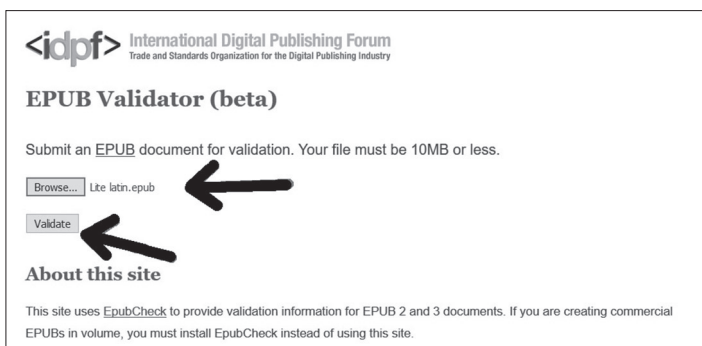 <idpf> International Digital Publishing Forum
Trade and Standards Organization for the Digital Publishing Industry
EPUB Validator (beta)
Submit an EPUB document for validation. Your file must be 10MB or less.
Browse... Lite latin.epub
Validate
About this site
This site uses EpubCheck to provide validation information for EPUB 2 and 3 documents. If you are creating commercial
EPUBs in volume, you must install EpubCheck instead of using this site.